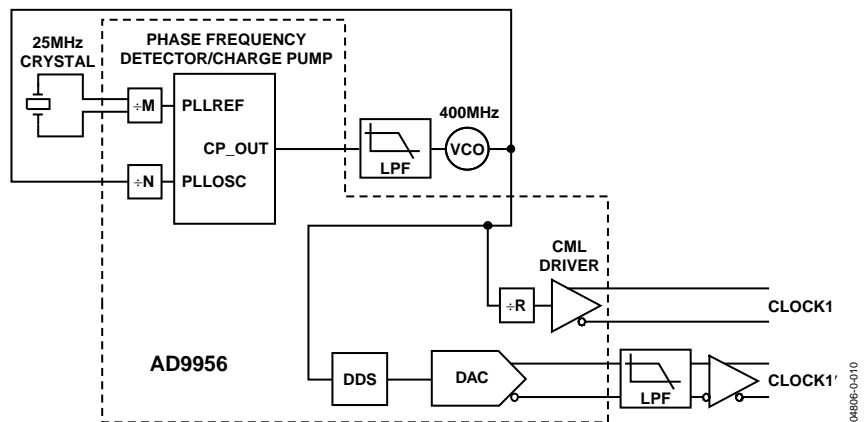 25MHz
CRYSTAL
PHASE FREQUENCY
DETECTOR/CHARGE PUMP
÷M
PLLREF
CP_OUT
400MHz
VCO
LPF
÷N
PLLOSC
CML
DRIVER
÷R
CLOCK1
AD9956
DDS
DAC
LPF
CLOCK1′
04806-0-010